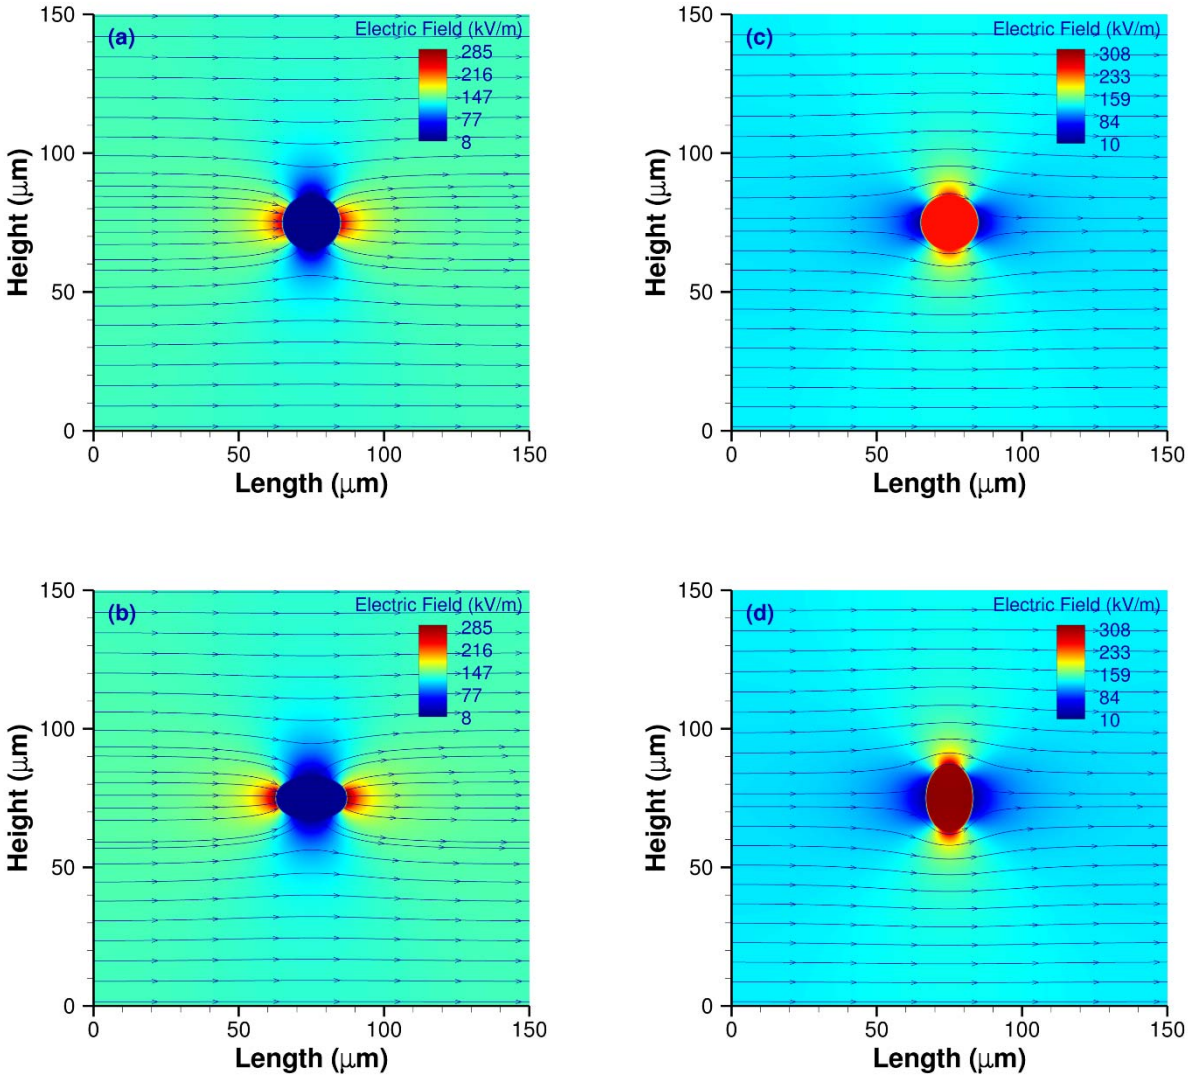 (a)
Electric Field (kV/m)
285
216
147
77
8
150
100
50
0
Height (μm)
0 50 100 150
Length (μm)
(c)
Electric Field (kV/m)
308
233
159
84
10
150
100
50
0
Height (μm)
0 50 100 150
Length (μm)
(b)
Electric Field (kV/m)
285
216
147
77
8
150
100
50
0
Height (μm)
0 50 100 150
Length (μm)
(d)
Electric Field (kV/m)
308
233
159
84
10
150
100
50
0
Height (μm)
0 50 100 150
Length (μm)